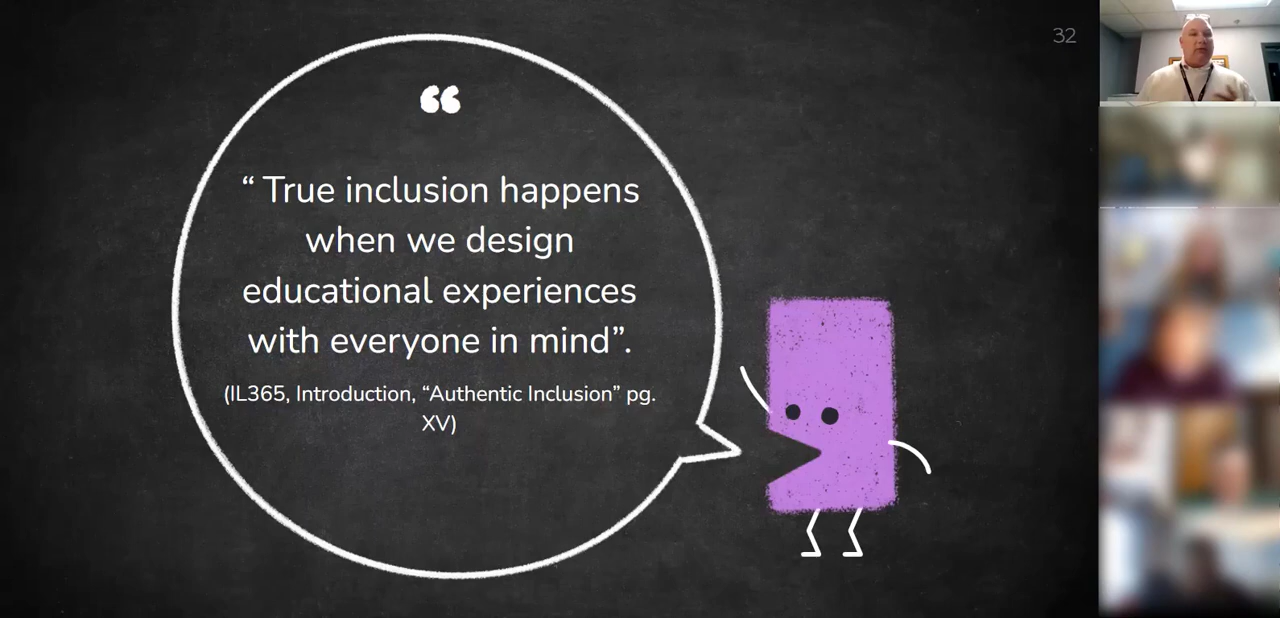 32
“
“ True inclusion happens
when we design
educational experiences
with everyone in mind”.
(IL365, Introduction, “Authentic Inclusion” pg.
XV)